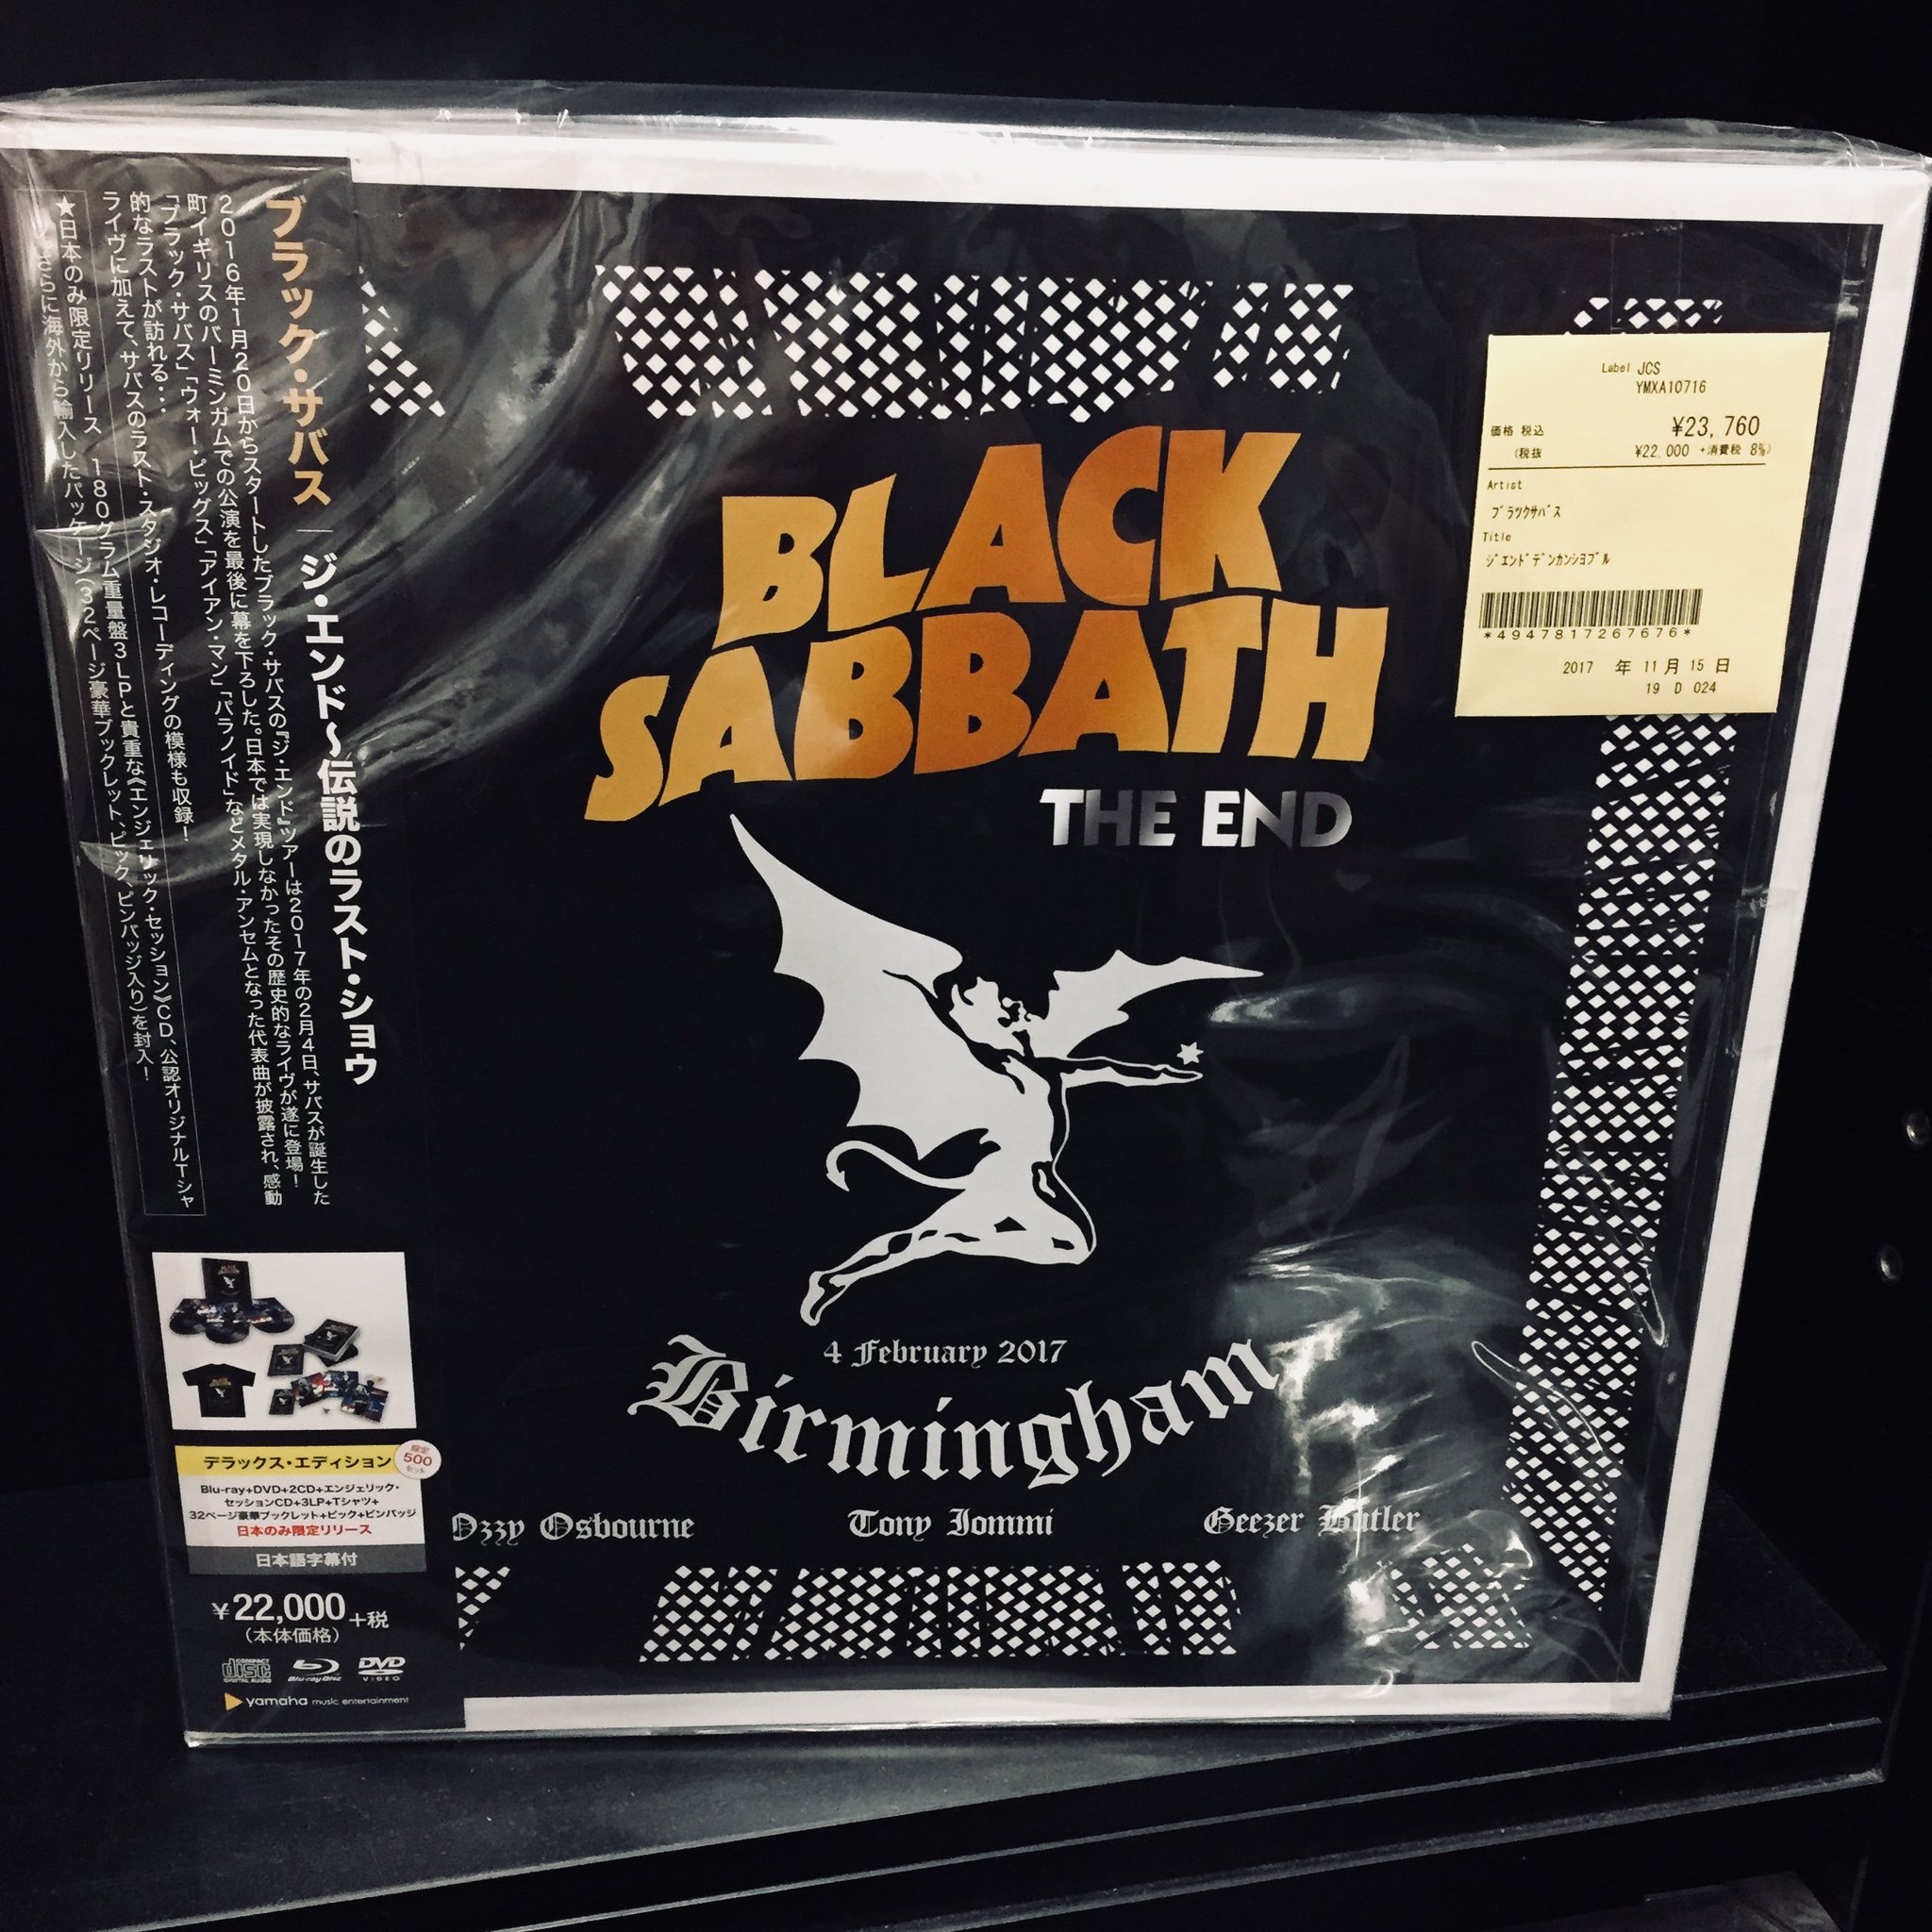 ブラック・サバス｜ジ・エンド～伝説のラスト・ショウ
2016年1月20日からスタートしたブラック・サバスの『ジ・エンド』ツアーは2017年の2月4日、サバスが誕生した
町イギリスのバーミンガムでの公演を最後に幕を下ろした。日本では実現しなかったその歴史的なライヴが遂に登場！
「ブラック・サバス」「ウォー・ピッグス」「アイアン・マン」「パラノイド」などメタル・アンセムとなった代表曲が披露され、感動
的なラストが訪れる・・・
ライヴに加えて、サバスのラスト・スタジオ・レコーディングの模様も収録！
★日本のみ限定リリース 180グラム重量盤3LPと貴重な《エンジェリック・セッション》CD、公認オリジナルTシャ
ツ。さらに海外から輸入したパッケージ（32ページ豪華ブックレット、ピック、ピンバッジ入り）を封入！
デラックス・エディション
限定
500
セット
Blu-ray+DVD+2CD+エンジェリック・
セッションCD+3LP+Tシャツ+
32ページ豪華ブックレット+ピック+ピンバッジ
日本のみ限定リリース
日本語字幕付
¥22,000+税
（本体価格）
COMPACT
disc
DIGITAL AUDIO
Blu-ray Disc
DVD
VIDEO
yamaha music entertainment
BLACK
SABBATH
THE END
4 February 2017
Birmingham
Ozzy Osbourne
Tony Iommi
Geezer Butler
Label JCS
YMXA10716
価格 税込 ¥23,760
(税抜 ¥22,000 +消費税 8%)
Artist
ﾌﾞﾗﾂｸｻﾊﾞｽ
Title
ｼﾞｴﾝﾄﾞﾃﾞﾝｶﾝｼﾖﾌﾞﾙ
*4947817267676*
2017 年 11 月 15 日
19 D 024